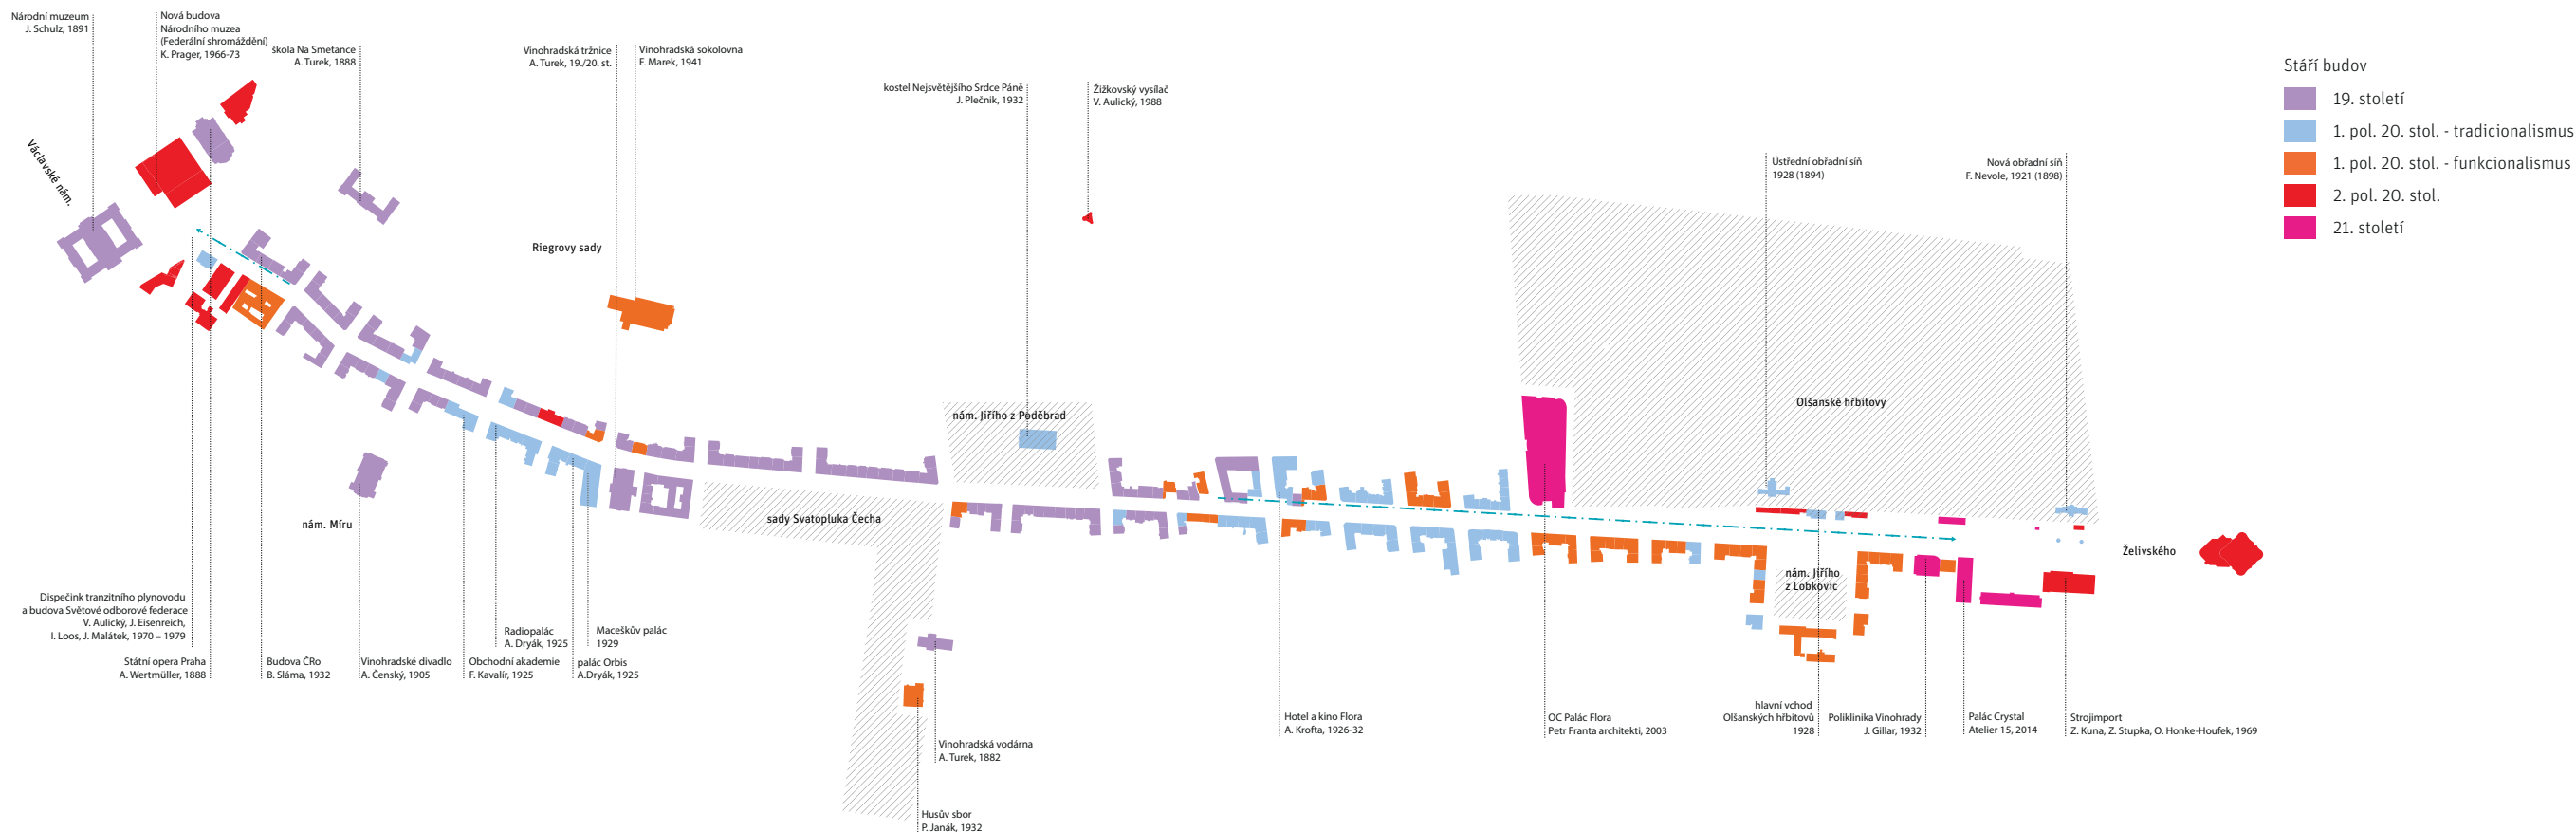 Národní muzeum
J. Schulz, 1891
Nová budova
Národního muzea
(Federální shromáždění)
K. Prager, 1966-73
škola Na Smetance
A. Turek, 1888
Vinohradská tržnice
A. Turek, 19./20. st.
Vinohradská sokolovna
F. Marek, 1941
kostel Nejsvětějšího Srdce Páně
J. Plečnik, 1932
Žižkovský vysílač
V. Aulický, 1988
Ústřední obřadní síň
1928 (1894)
Nová obřadní síň
F. Nevole, 1921 (1898)
Stáří budov
19. století
1. pol. 20. stol. - tradicionalismus
1. pol. 20. stol. - funkcionalismus
2. pol. 20. stol.
21. století
Václavské nám.
Riegrovy sady
nám. Jiřího z Poděbrad
Olšanské hřbitovy
nám. Míru
sady Svatopluka Čecha
Želivského
nám. Jiřího
z Lobkovic
Dispečink tranzitního plynovodu
a budova Světové odborové federace
V. Aulický, J. Eisenreich,
I. Loos, J. Malátek, 1970 – 1979
Státní opera Praha
A. Wertmüller, 1888
Budova ČRo
B. Sláma, 1932
Vinohradské divadlo
A. Čenský, 1905
Obchodní akademie
F. Kavalír, 1925
Radiopalác
A. Dryák, 1925
palác Orbis
A.Dryák, 1925
Maceškův palác
1929
Vinohradská vodárna
A. Turek, 1882
Husův sbor
P. Janák, 1932
Hotel a kino Flora
A. Krofta, 1926-32
OC Palác Flora
Petr Franta architekti, 2003
hlavní vchod
Olšanských hřbitovů
1928
Poliklinika Vinohrady
J. Gillar, 1932
Palác Crystal
Atelier 15, 2014
Strojimport
Z. Kuna, Z. Stupka, O. Honke-Houfek, 1969